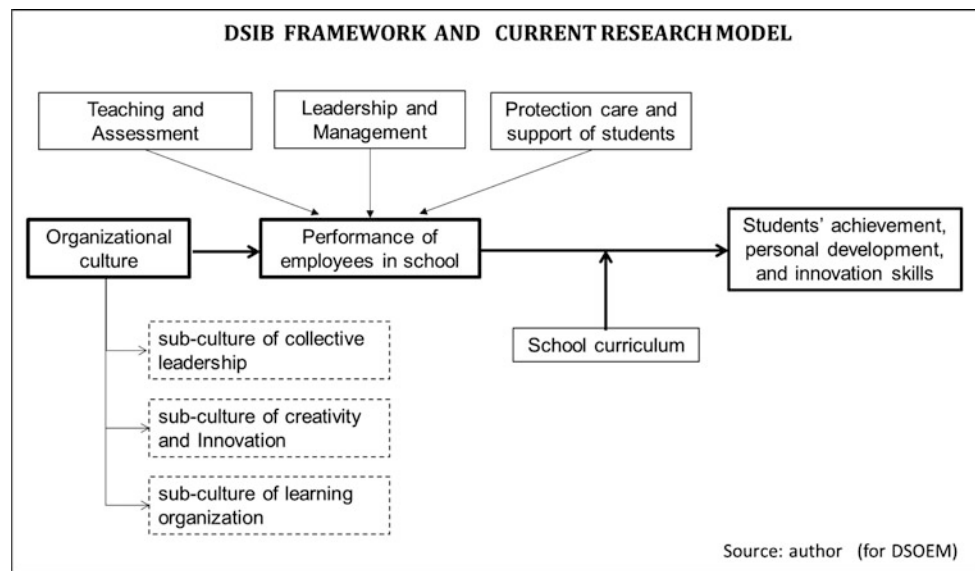 DSIB FRAMEWORK AND CURRENT RESEARCH MODEL
Teaching and
Assessment
Leadership and
Management
Protection care and
support of students
Organizational
culture
Performance of
employees in school
Students' achievement,
personal development,
and innovation skills
sub-culture of collective
leadership
School curriculum
sub-culture of creativity
and Innovation
sub-culture of learning
organization
Source: author (for DSOEM)